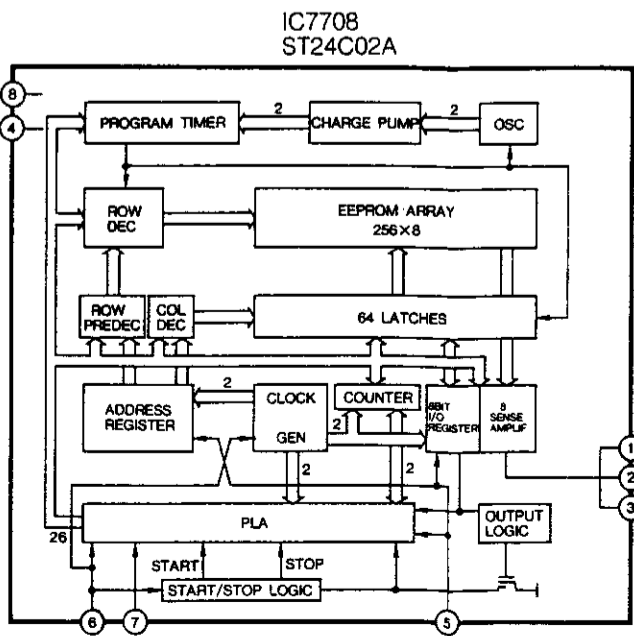 IC7708
ST24C02A
8
4
PROGRAM TIMER
2
CHARGE PUMP
2
OSC
ROW
DEC
EEPROM ARRAY
256×8
ROW
PREDEC
COL
DEC
64 LATCHES
ADDRESS
REGISTER
2
CLOCK
GEN
COUNTER
2
8BIT
I/O
REGISTER
8
SENSE
AMPLIF
1
2
3
2
2
PLA
OUTPUT
LOGIC
26
START
STOP
START/STOP LOGIC
6
7
5